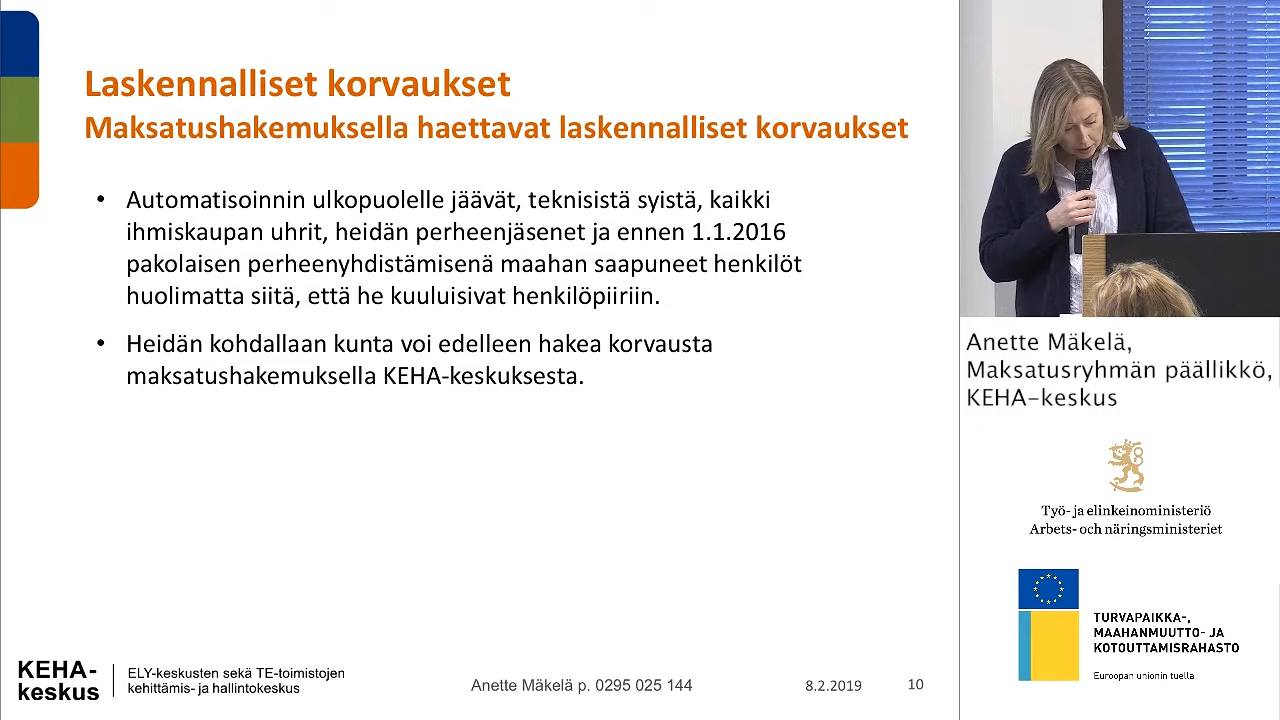 Laskennalliset korvaukset
Maksatushakemuksella haettavat laskennalliset korvaukset
• Automatisoinnin ulkopuolelle jäävät, teknisistä syistä, kaikki
ihmiskaupan uhrit, heidän perheenjäsenet ja ennen 1.1.2016
pakolaisen perheenyhdistämisenä maahan saapuneet henkilöt
huolimatta siitä, että he kuuluisivat henkilöpiiriin.
• Heidän kohdallaan kunta voi edelleen hakea korvausta
maksatushakemuksella KEHA-keskuksesta.
KEHA-
keskus
ELY-keskusten sekä TE-toimistojen
kehittämis- ja hallintokeskus
Anette Mäkelä p. 0295 025 144
8.2.2019
10
Anette Mäkelä,
Maksatusryhmän päällikkö,
KEHA-keskus
Työ- ja elinkeinoministeriö
Arbets- och näringsministeriet
TURVAPAIKKA-,
MAAHANMUUTTO- JA
KOTOUTTAMISRAHASTO
Euroopan unionin tuella